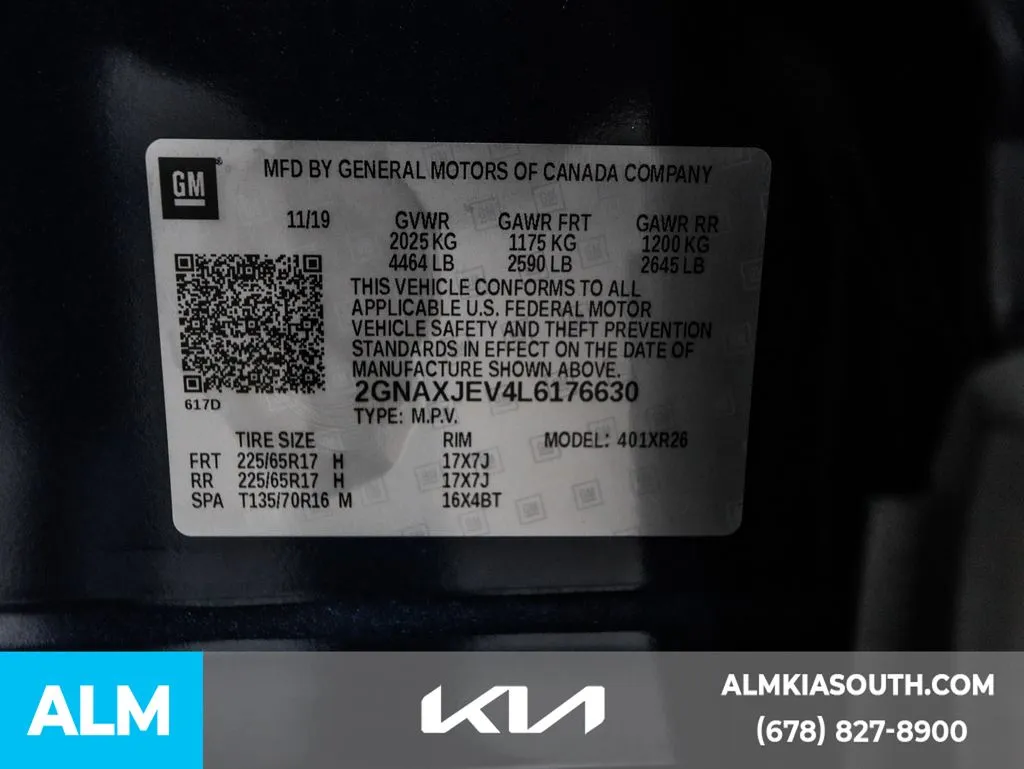 GM
MFD BY GENERAL MOTORS OF CANADA COMPANY
11/19 GVWR GAWR FRT GAWR RR
2025 KG 1175 KG 1200 KG
4464 LB 2590 LB 2645 LB
THIS VEHICLE CONFORMS TO ALL
APPLICABLE U.S. FEDERAL MOTOR
VEHICLE SAFETY AND THEFT PREVENTION
STANDARDS IN EFFECT ON THE DATE OF
MANUFACTURE SHOWN ABOVE.
2GNAXJEV4L6176630
617D
TYPE: M.P.V.
TIRE SIZE RIM MODEL: 401XR26
FRT 225/65R17 H 17X7J
RR 225/65R17 H 17X7J
SPA T135/70R16 M 16X4BT
ALM
KIA
ALMKIASOUTH.COM
(678) 827-8900